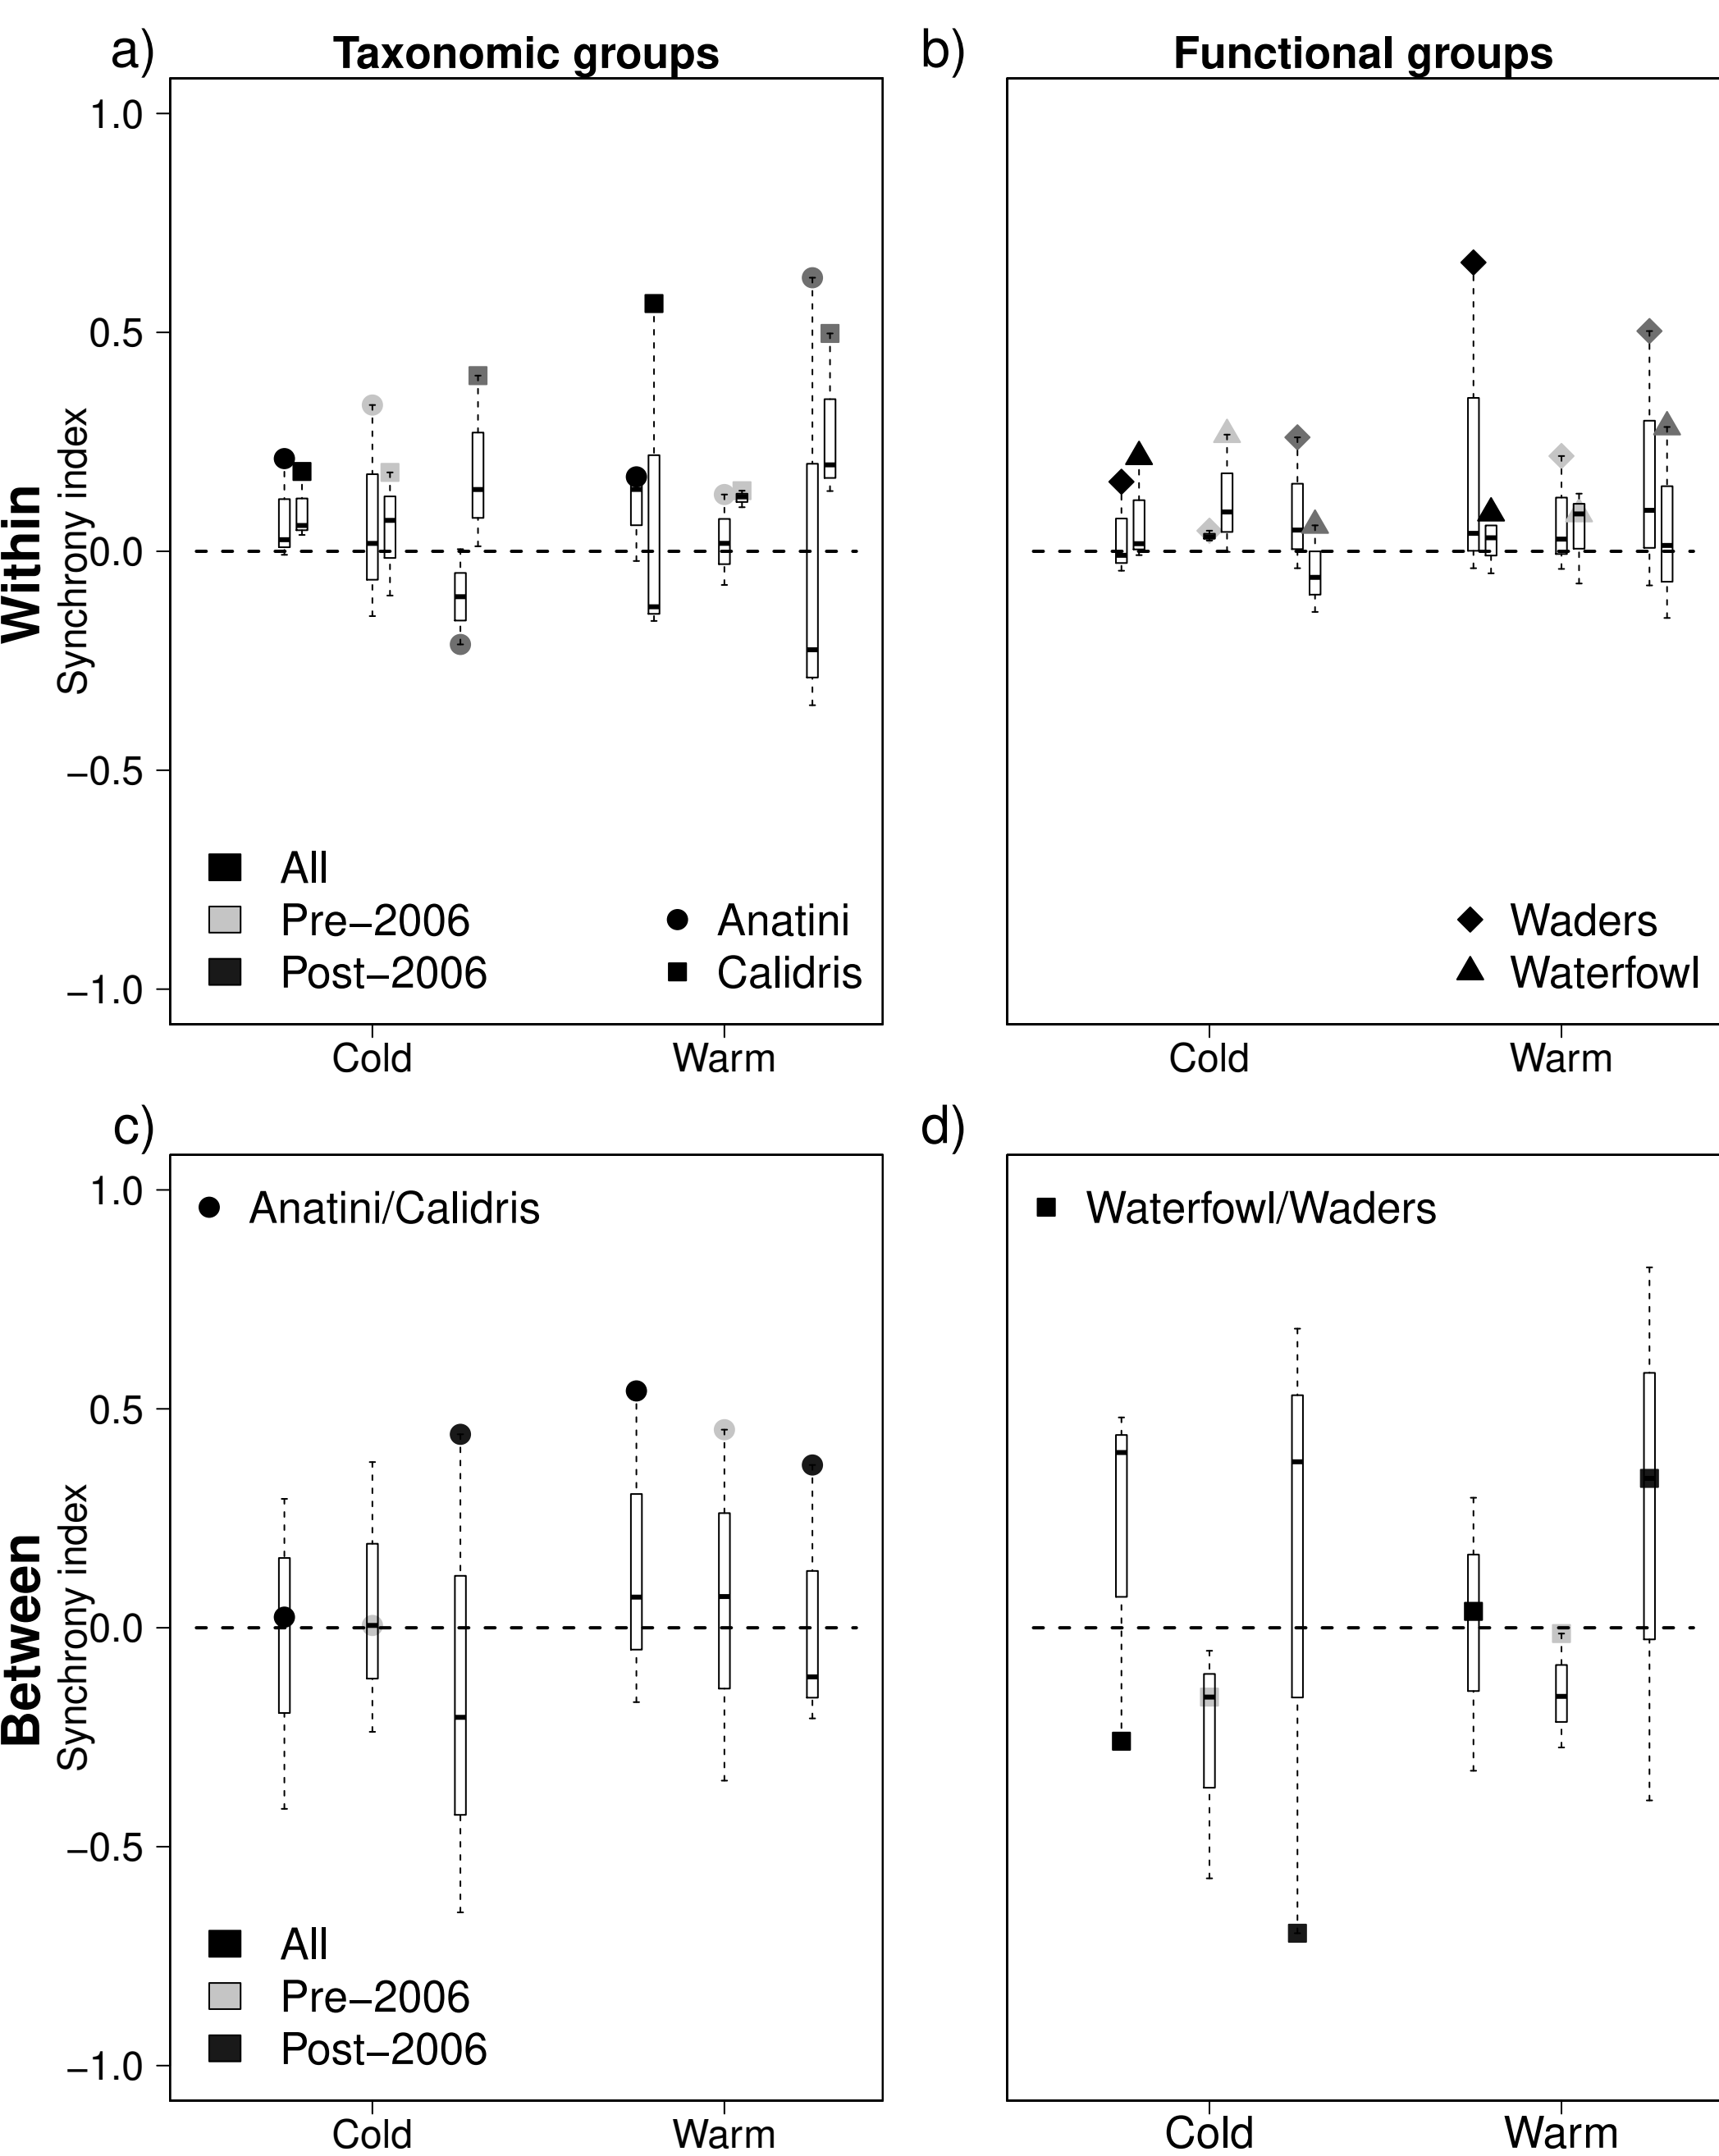 a)
Taxonomic groups
b)
Functional groups
Within
Synchrony index
1.0
0.5
0.0
−0.5
−1.0
All
Pre−2006
Post−2006
Anatini
Calidris
Waders
Waterfowl
Cold
Warm
Cold
Warm
c)
d)
Between
Synchrony index
1.0
0.5
0.0
−0.5
−1.0
Anatini/Calidris
Waterfowl/Waders
All
Pre−2006
Post−2006
Cold
Warm
Cold
Warm